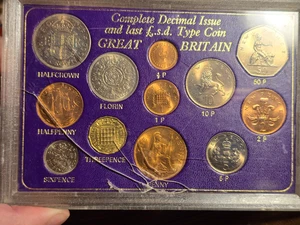 Complete Decimal Issue
and last £.s.d. Type Coin
GREAT BRITAIN
HALFCROWN
FLORIN
½ P
10 P
50 P
HALFPENNY
1 P
2 P
SIXPENCE
THREEPENCE
PENNY
5 P